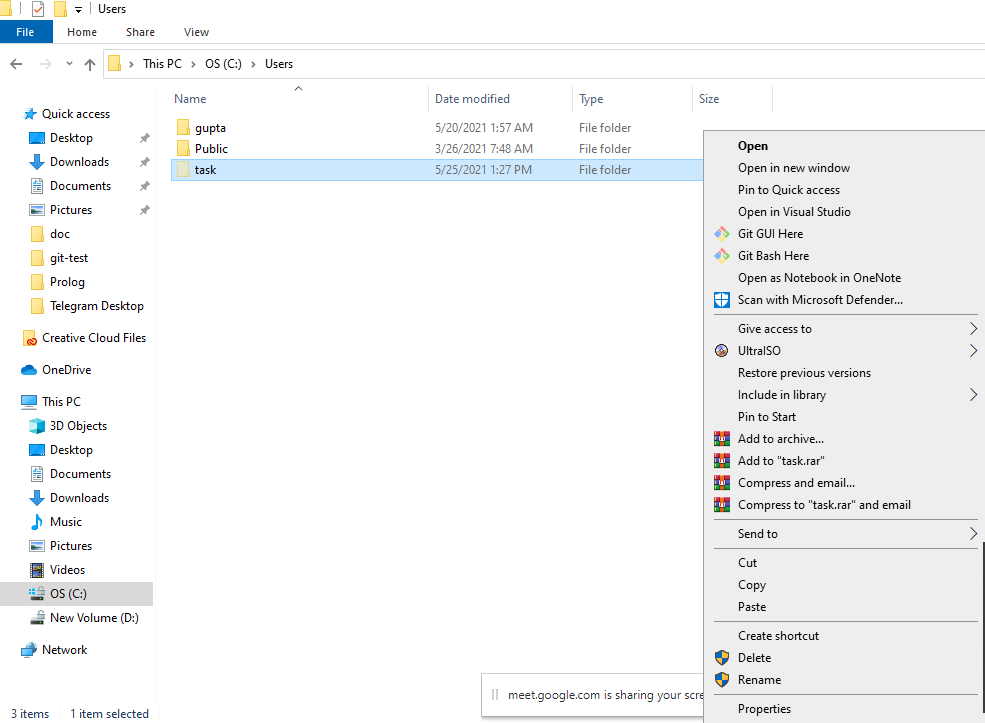 Users
File Home Share View
This PC > OS (C:) > Users
Name Date modified Type Size
Quick access
Desktop
Downloads
Documents
Pictures
doc
git-test
Prolog
Telegram Desktop
Creative Cloud Files
OneDrive
This PC
3D Objects
Desktop
Documents
Downloads
Music
Pictures
Videos
OS (C:)
New Volume (D:)
Network
gupta 5/20/2021 1:57 AM File folder
Public 3/26/2021 7:48 AM File folder
task 5/25/2021 1:27 PM File folder
Open
Open in new window
Pin to Quick access
Open in Visual Studio
Git GUI Here
Git Bash Here
Open as Notebook in OneNote
Scan with Microsoft Defender...
Give access to
UltraISO
Restore previous versions
Include in library
Pin to Start
Add to archive...
Add to "task.rar"
Compress and email...
Compress to "task.rar" and email
Send to
Cut
Copy
Paste
Create shortcut
Delete
Rename
Properties
meet.google.com is sharing your scre
3 items 1 item selected